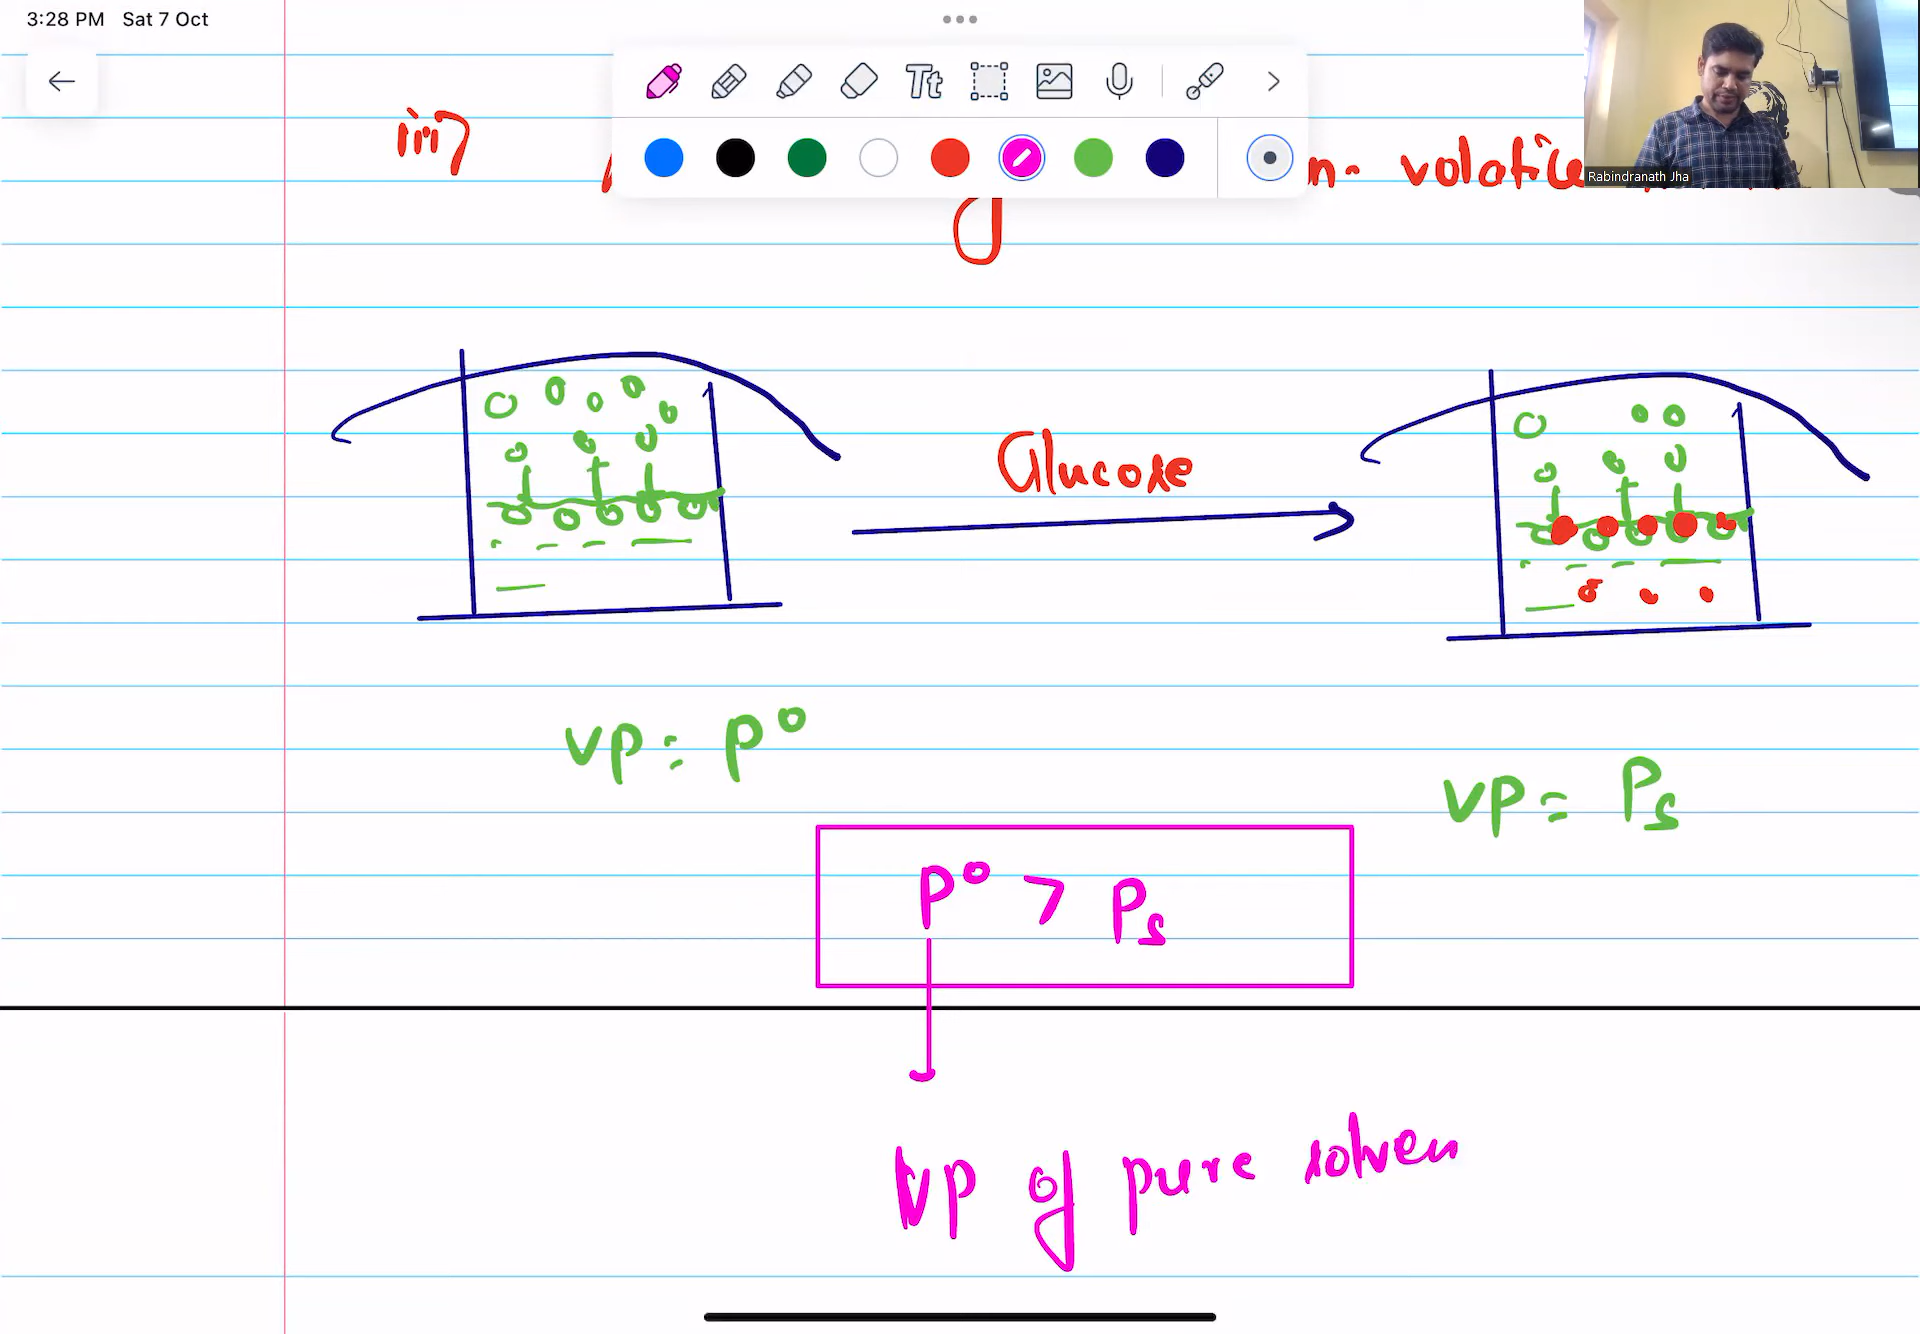 3:28 PM Sat 7 Oct
Tt
iii)
n- volatile
Rabindranath Jha
Glucose
VP = P°
VP = Ps
P° > Ps
VP of pure solven